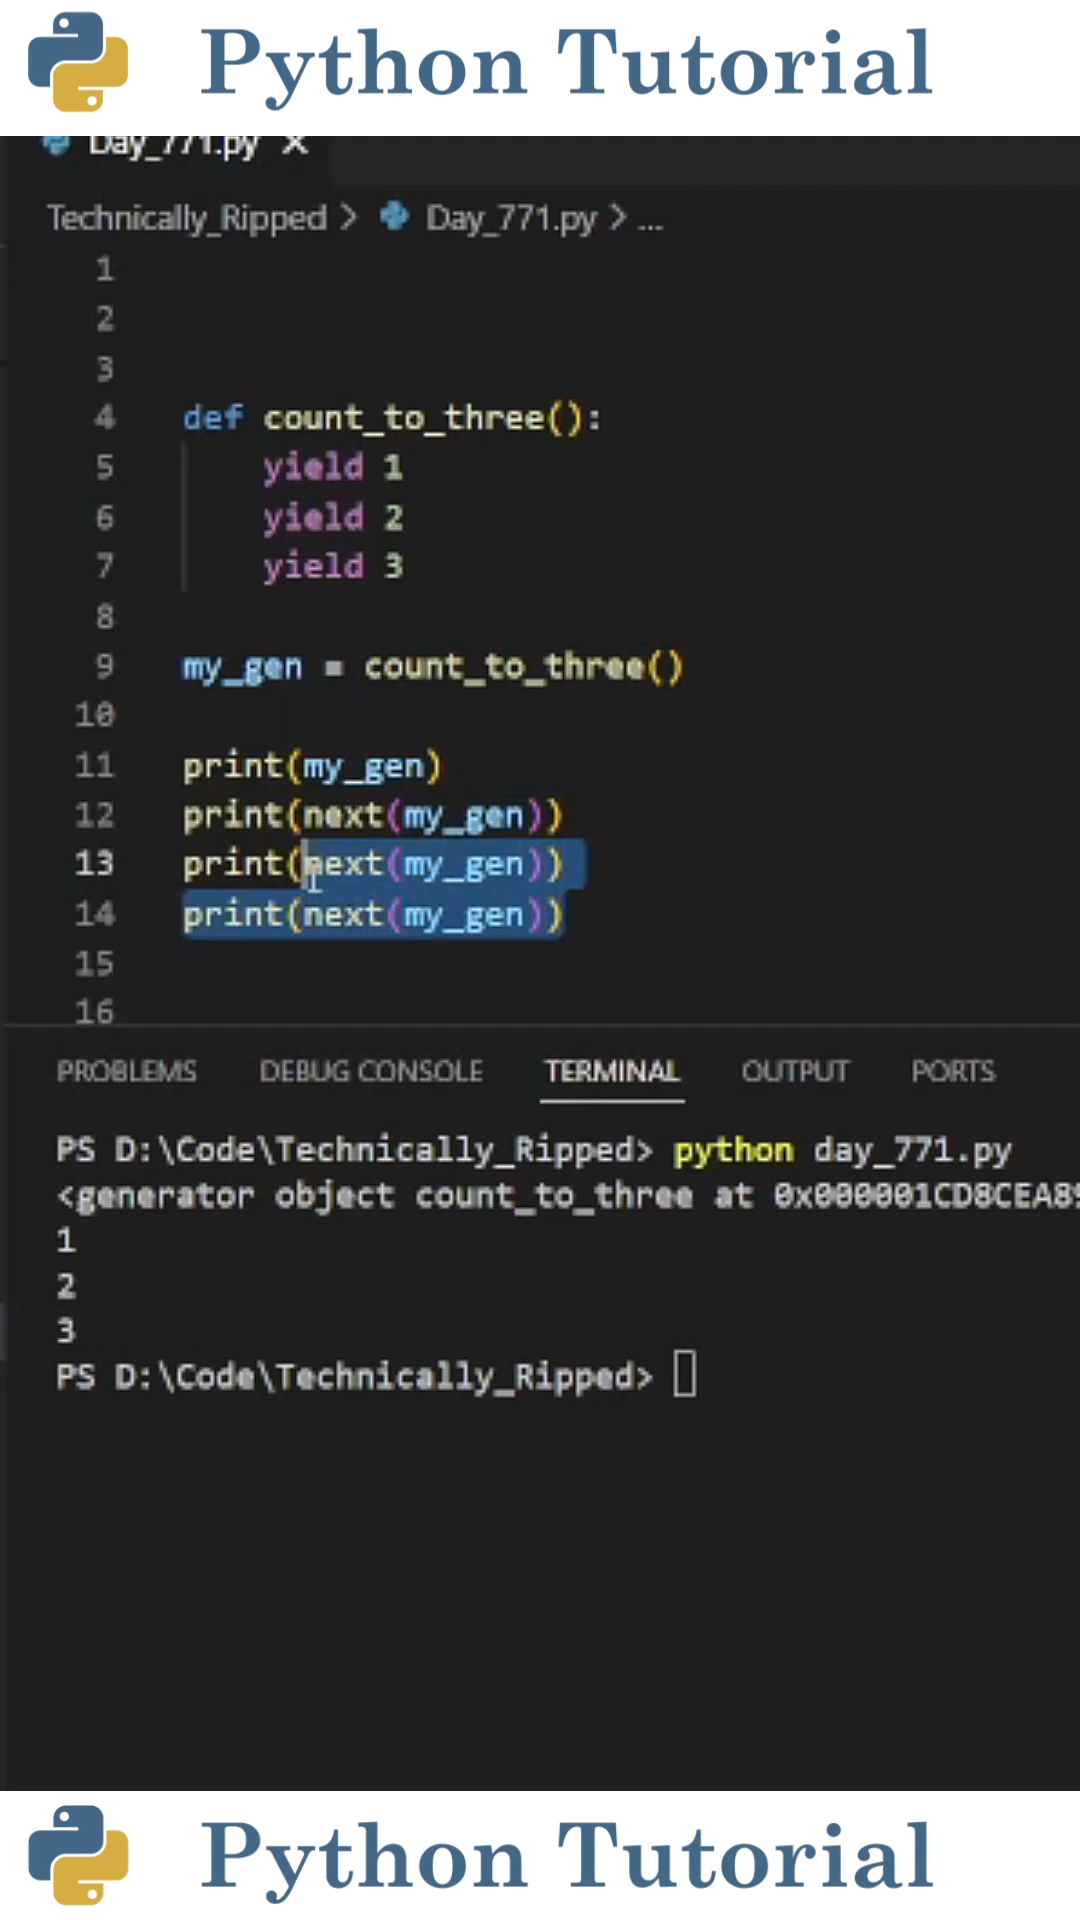 Python Tutorial
Day_771.py ×
Technically_Ripped > Day_771.py > ...
1
2
3
4 def count_to_three():
5 yield 1
6 yield 2
7 yield 3
8
9 my_gen = count_to_three()
10
11 print(my_gen)
12 print(next(my_gen))
13 print(next(my_gen))
14 print(next(my_gen))
15
16
PROBLEMS DEBUG CONSOLE TERMINAL OUTPUT PORTS
PS D:\Code\Technically_Ripped> python day_771.py
<generator object count_to_three at 0x000001CD8CEA89
1
2
3
PS D:\Code\Technically_Ripped>
Python Tutorial